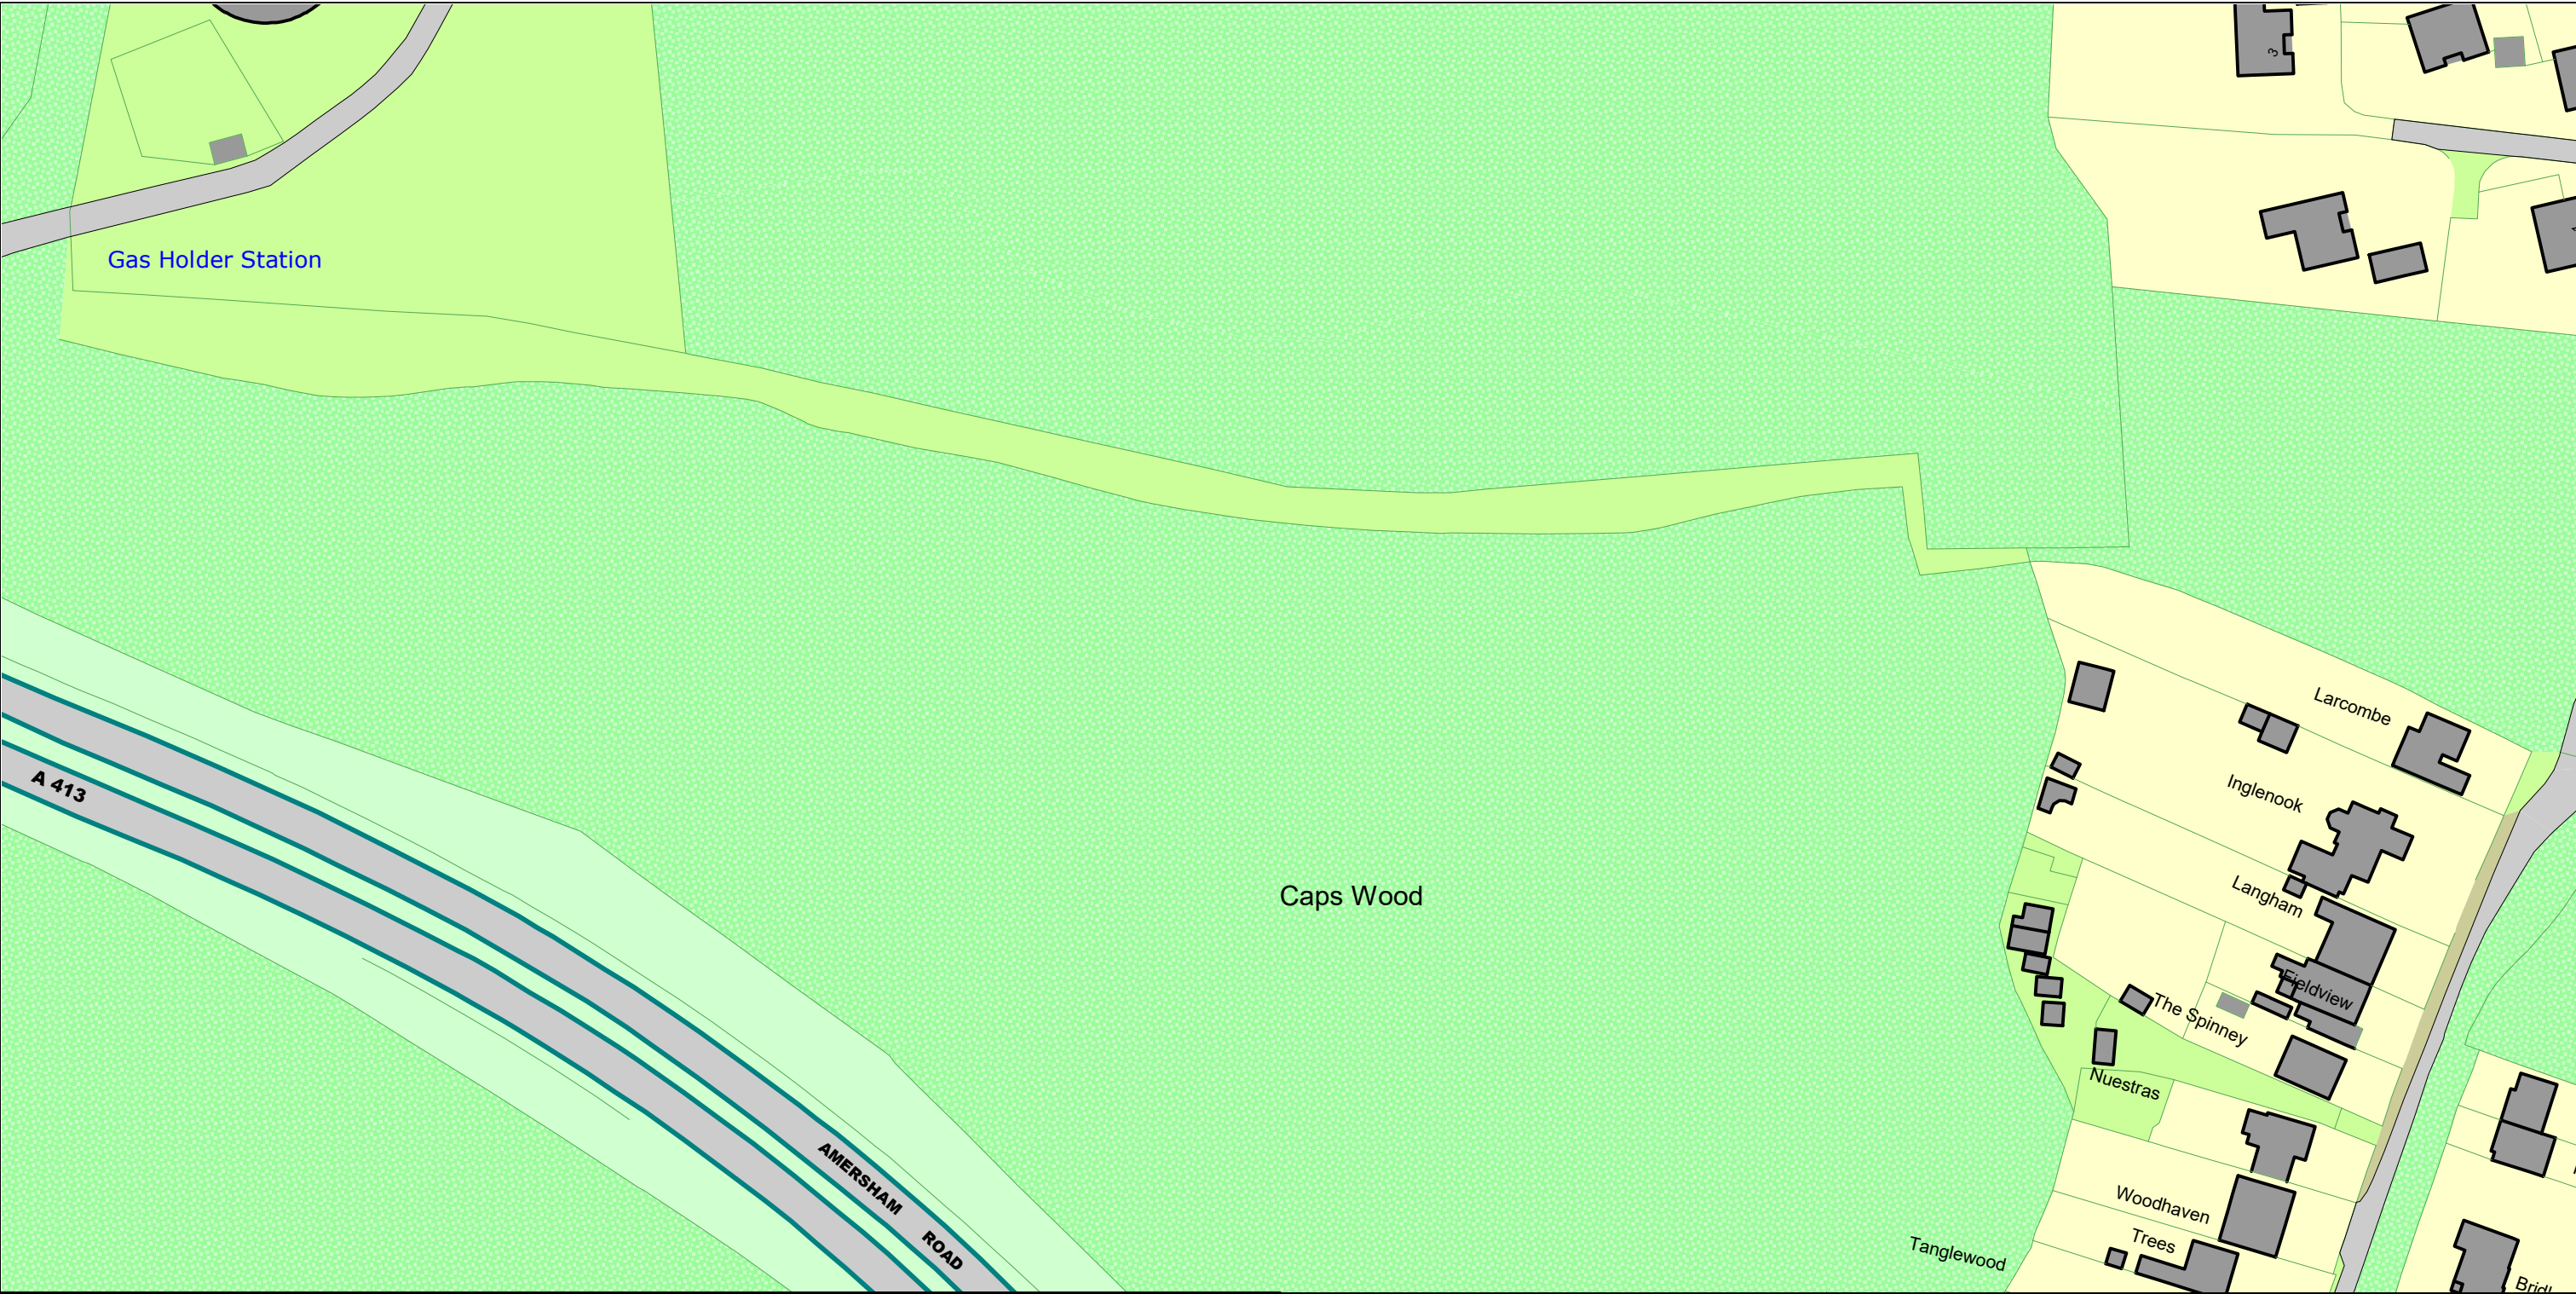 3
Gas Holder Station
Larcombe
A 413
Inglenook
Caps Wood
Langham
Fieldview
The Spinney
Nuestras
AMERSHAM ROAD
Woodhaven
Trees
Tanglewood